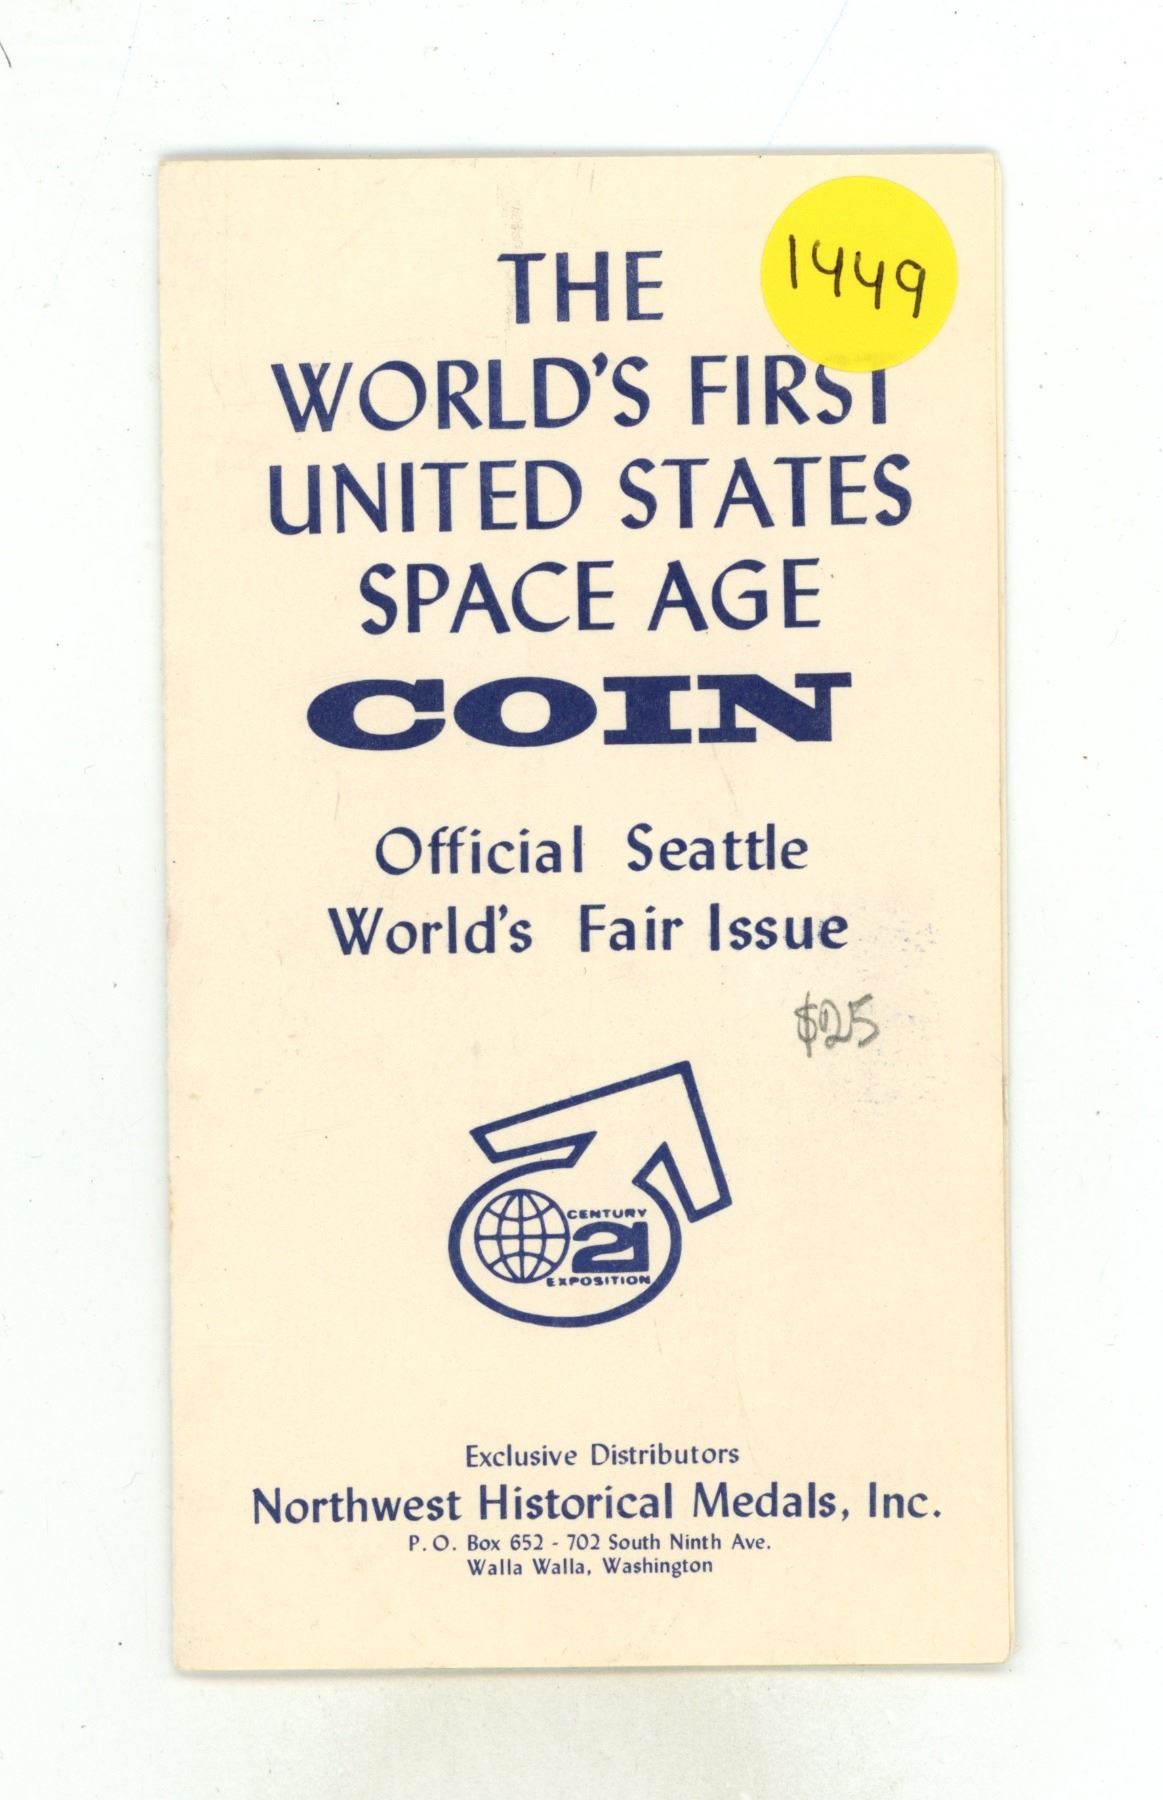 1449
THE
WORLD'S FIRST
UNITED STATES
SPACE AGE
COIN
Official Seattle
World's Fair Issue
$25
CENTURY
21
EXPOSITION
Exclusive Distributors
Northwest Historical Medals, Inc.
P. O. Box 652 - 702 South Ninth Ave.
Walla Walla, Washington